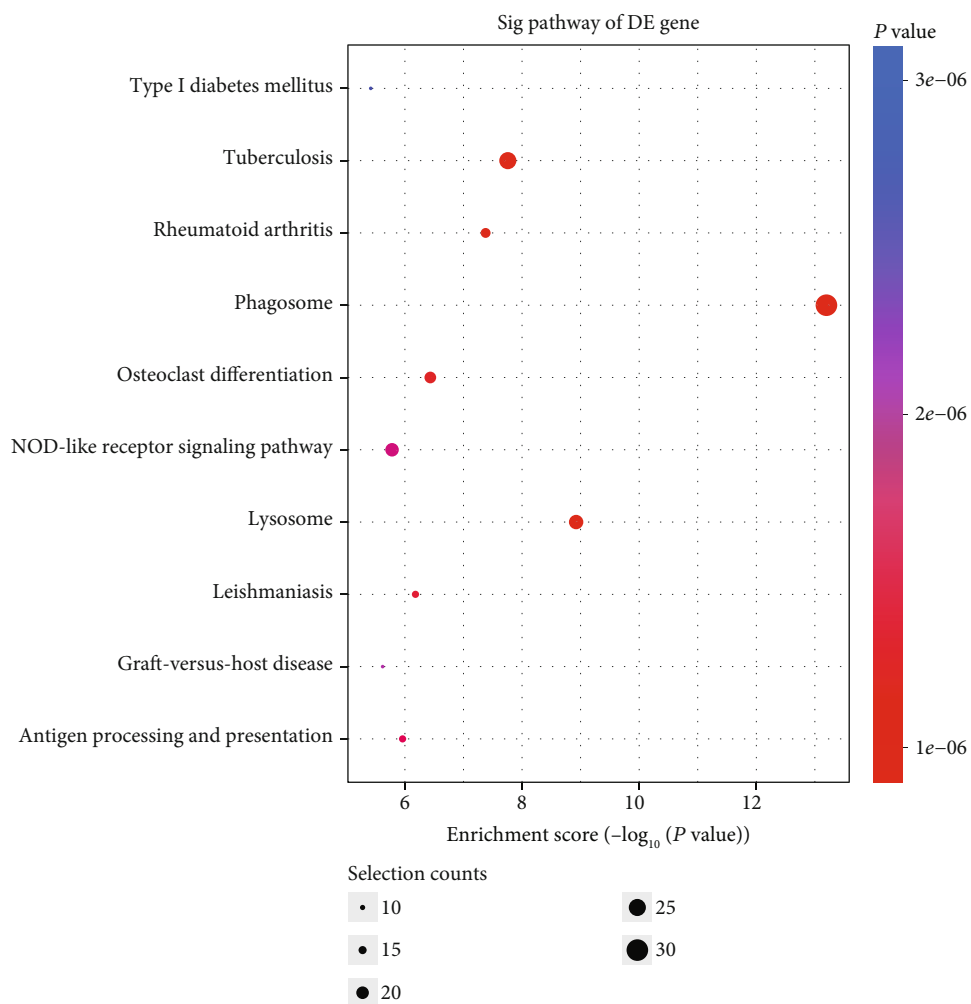 Sig pathway of DE gene
P value
Type I diabetes mellitus
Tuberculosis
Rheumatoid arthritis
Phagosome
Osteoclast differentiation
NOD-like receptor signaling pathway
Lysosome
Leishmaniasis
Graft-versus-host disease
Antigen processing and presentation
3e−06
2e−06
1e−06
6 8 10 12
Enrichment score (–log₁₀ (P value))
Selection counts
10 25
15 30
20